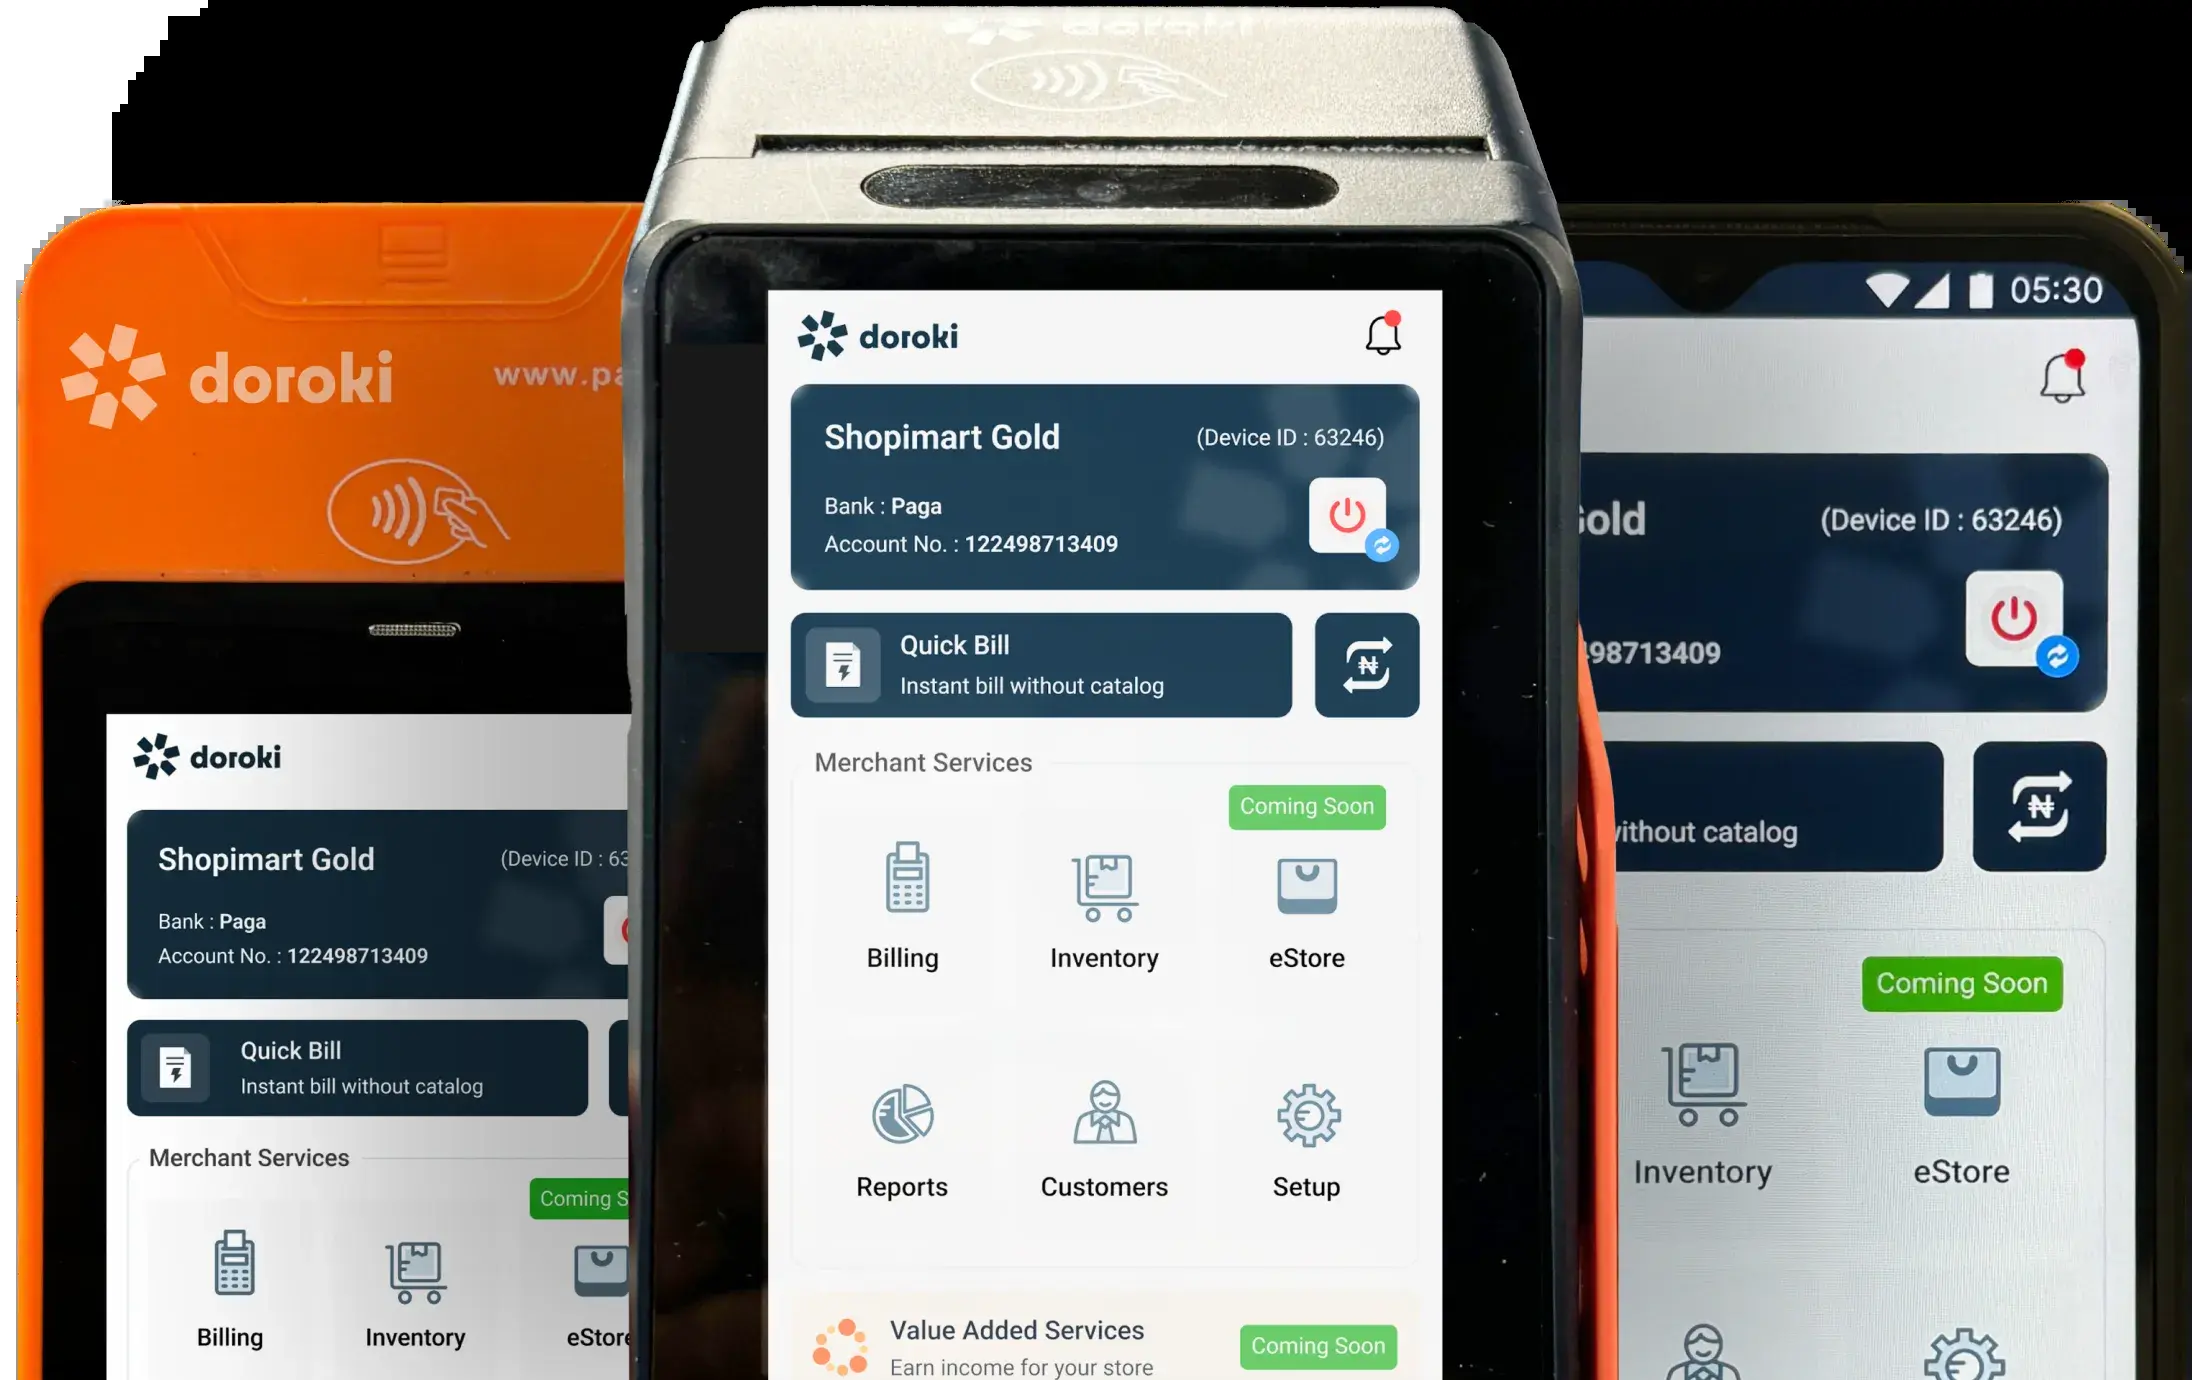 doroki
www.pa
doroki
Shopimart Gold
(Device ID : 63
Bank : Paga
Account No. : 122498713409
Quick Bill
Instant bill without catalog
Merchant Services
Coming S
Billing
Inventory
eStore
doroki
doroki
Shopimart Gold
(Device ID : 63246)
Bank : Paga
Account No. : 122498713409
Quick Bill
Instant bill without catalog
Merchant Services
Coming Soon
Billing
Inventory
eStore
Reports
Customers
Setup
Value Added Services
Coming Soon
Earn income for your store
05:30
Gold
(Device ID : 63246)
498713409
without catalog
Coming Soon
Inventory
eStore